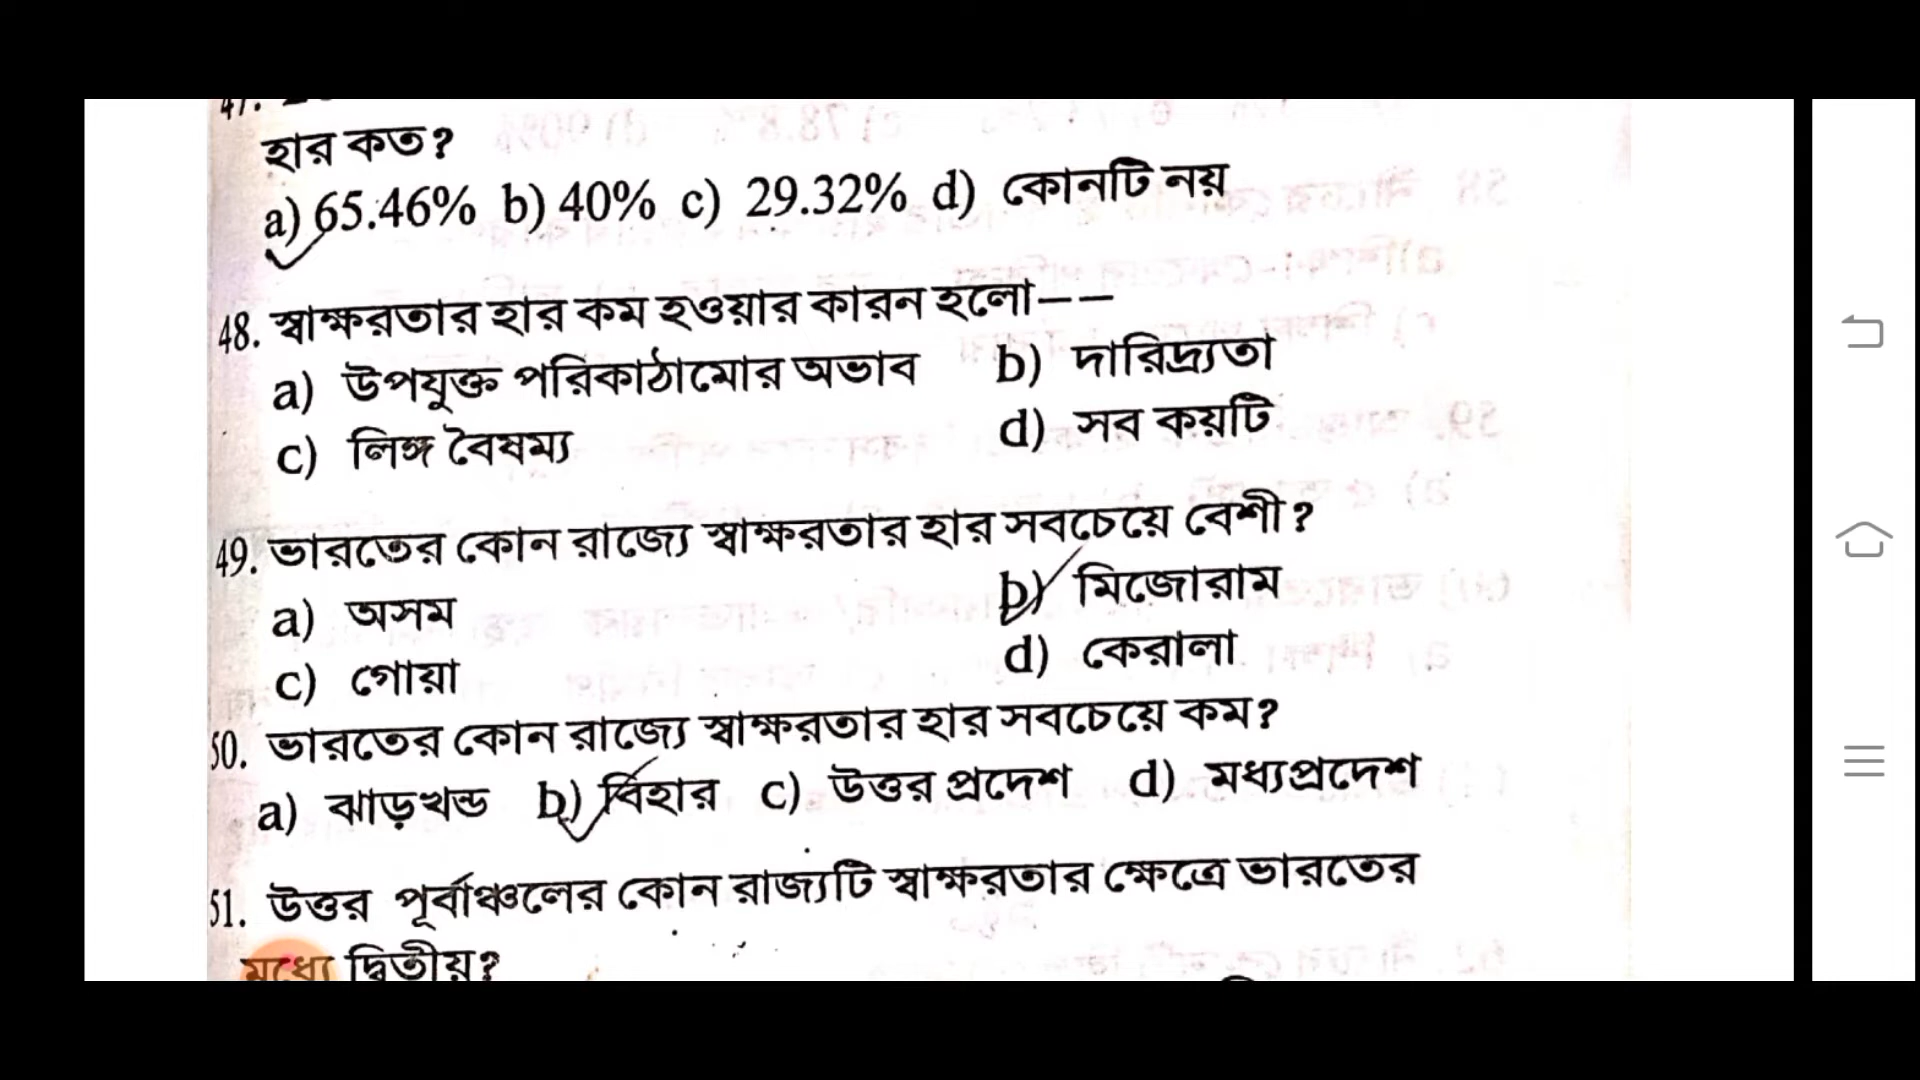 47.
হার কত?
a) 65.46% b) 40% c) 29.32% d) কোনটি নয়
48. স্বাক্ষরতার হার কম হওয়ার কারন হলো——
a) উপযুক্ত পরিকাঠামোর অভাব b) দারিদ্র্যতা
c) লিঙ্গ বৈষম্য d) সব কয়টি
49. ভারতের কোন রাজ্যে স্বাক্ষরতার হার সবচেয়ে বেশী?
a) অসম b) মিজোরাম
c) গোয়া d) কেরালা
50. ভারতের কোন রাজ্যে স্বাক্ষরতার হার সবচেয়ে কম?
a) ঝাড়খন্ড b) বিহার c) উত্তর প্রদেশ d) মধ্যপ্রদেশ
51. উত্তর পূর্বাঞ্চলের কোন রাজ্যটি স্বাক্ষরতার ক্ষেত্রে ভারতের
মধ্যে দ্বিতীয়?